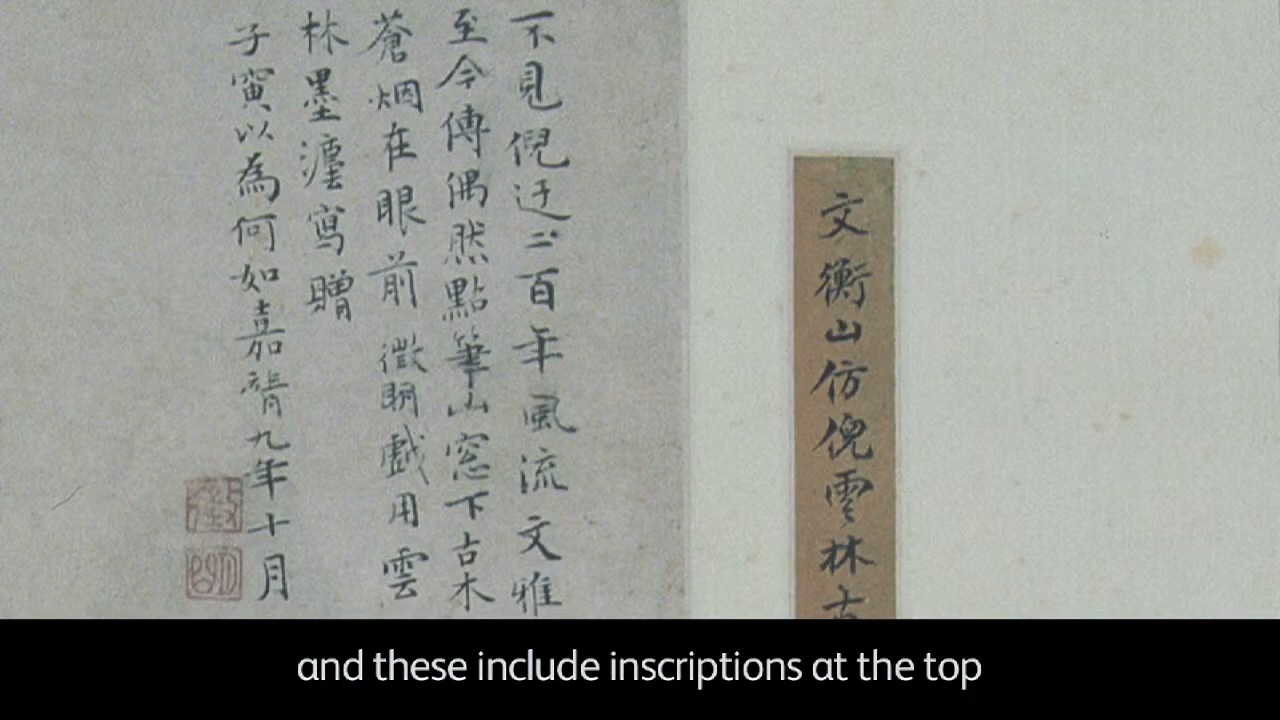 文衡山仿倪雲林古
不見倪迂二百年風流文雅
至今傳偶然點筆山窓下古木
蒼烟在眼前 徵明戲用雲
林墨寫贈
子寅以為何如嘉靖九年十月
and these include inscriptions at the top